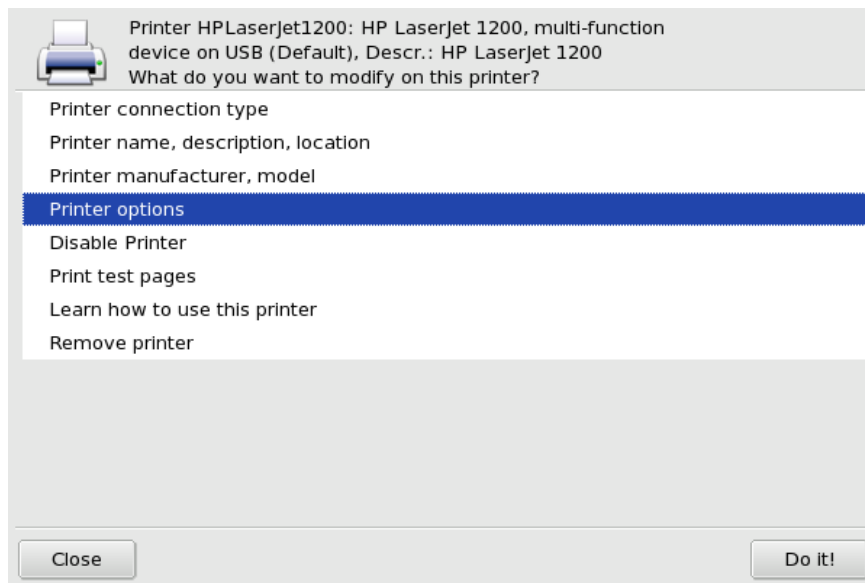 Printer HPLaserJet1200: HP LaserJet 1200, multi-function
device on USB (Default), Descr.: HP LaserJet 1200
What do you want to modify on this printer?
Printer connection type
Printer name, description, location
Printer manufacturer, model
Printer options
Disable Printer
Print test pages
Learn how to use this printer
Remove printer
Close
Do it!